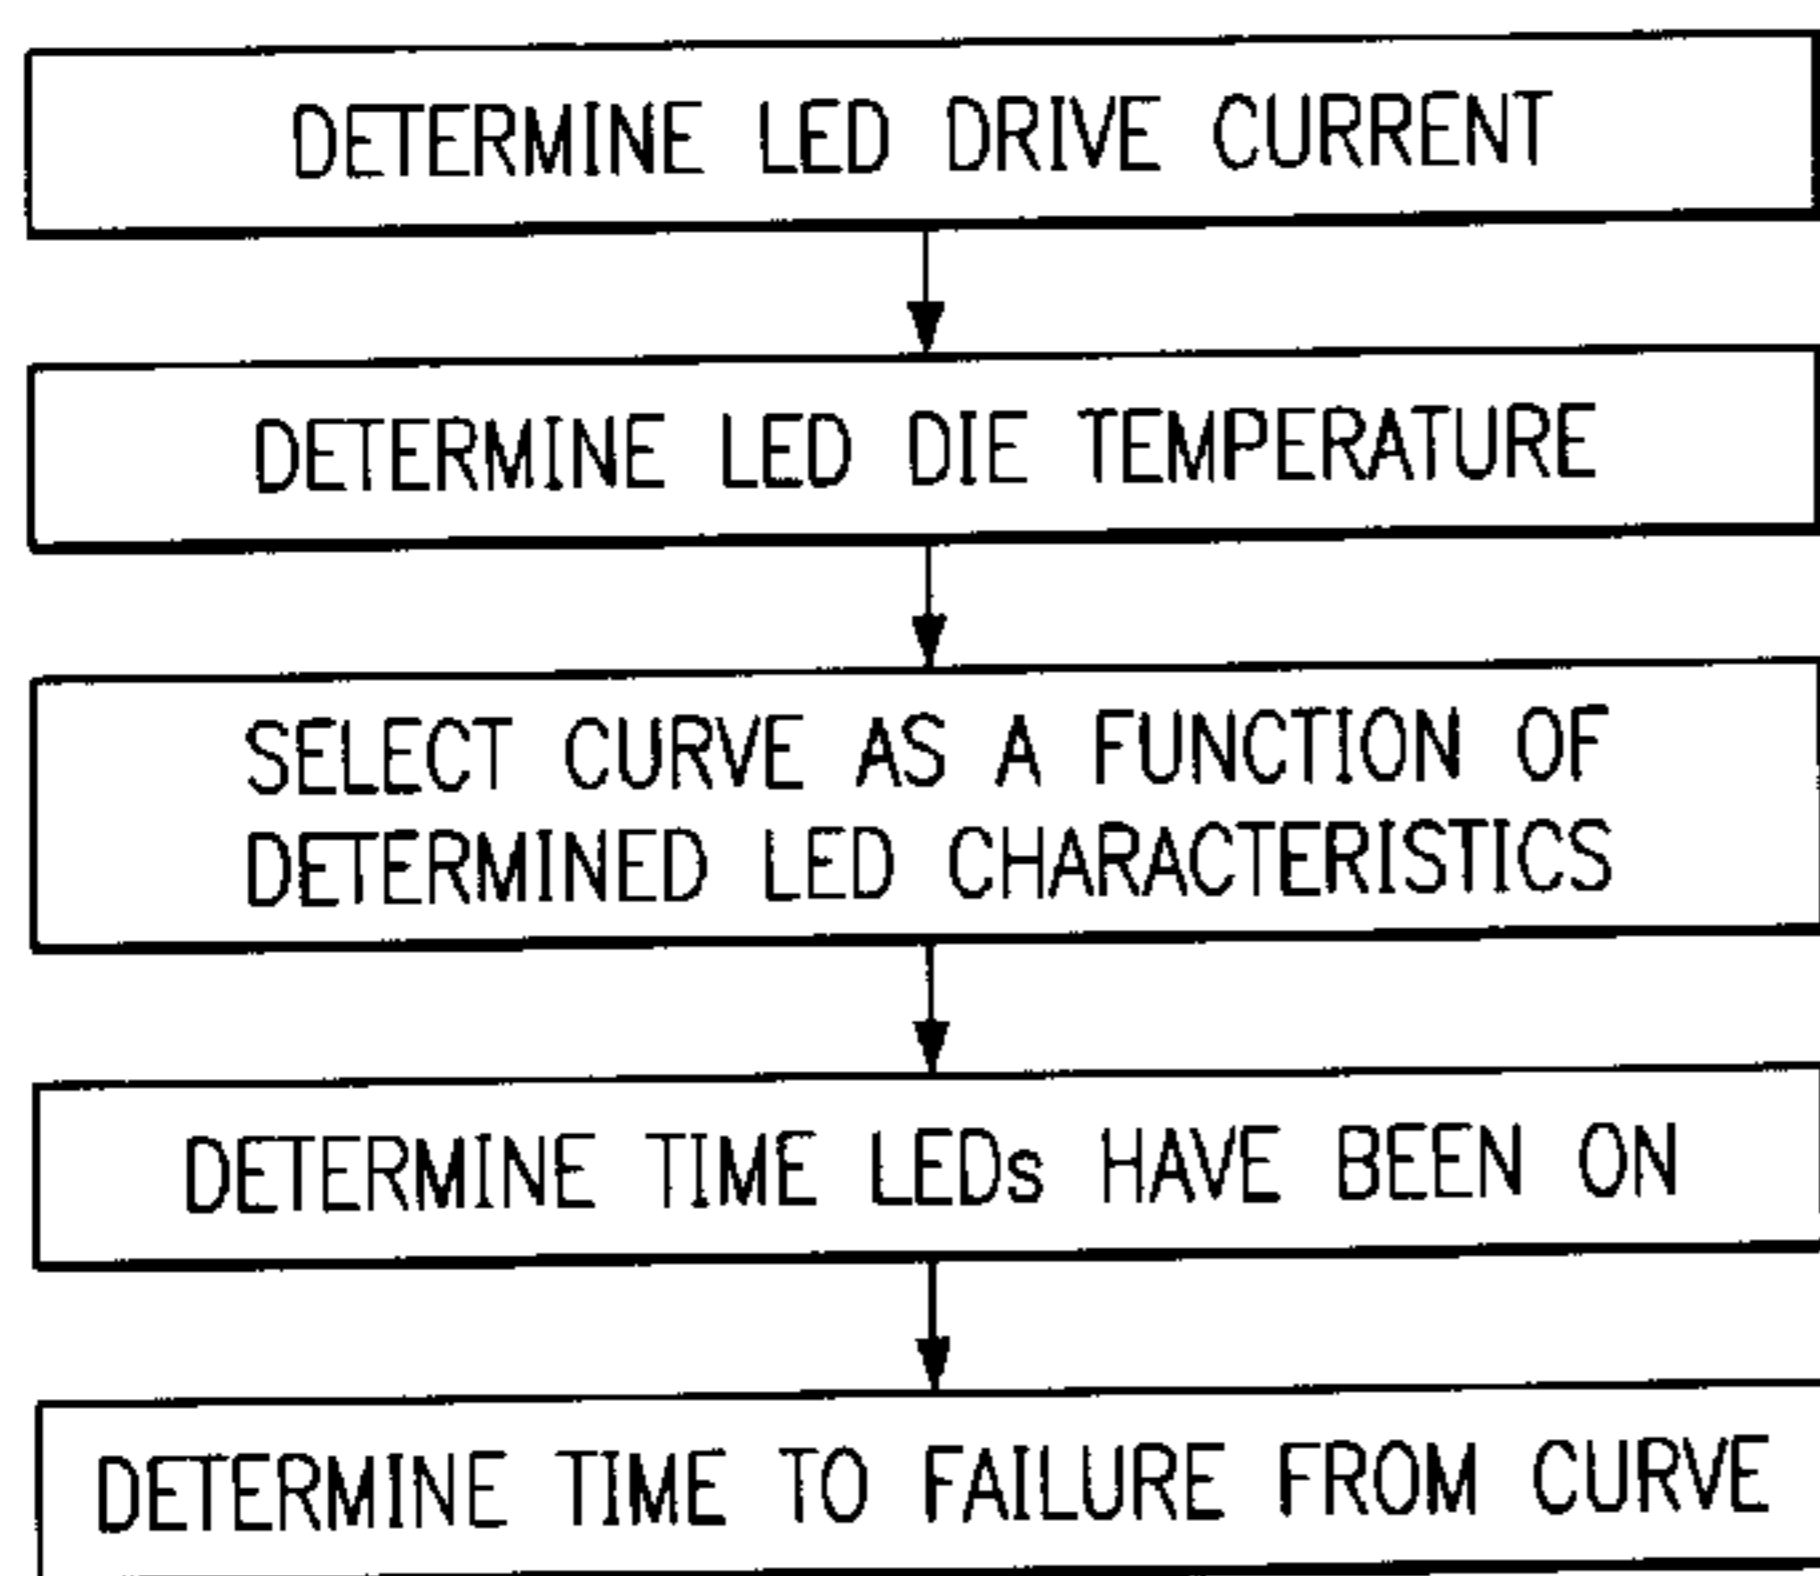 DETERMINE LED DRIVE CURRENT
DETERMINE LED DIE TEMPERATURE
SELECT CURVE AS A FUNCTION OF
DETERMINED LED CHARACTERISTICS
DETERMINE TIME LEDs HAVE BEEN ON
DETERMINE TIME TO FAILURE FROM CURVE